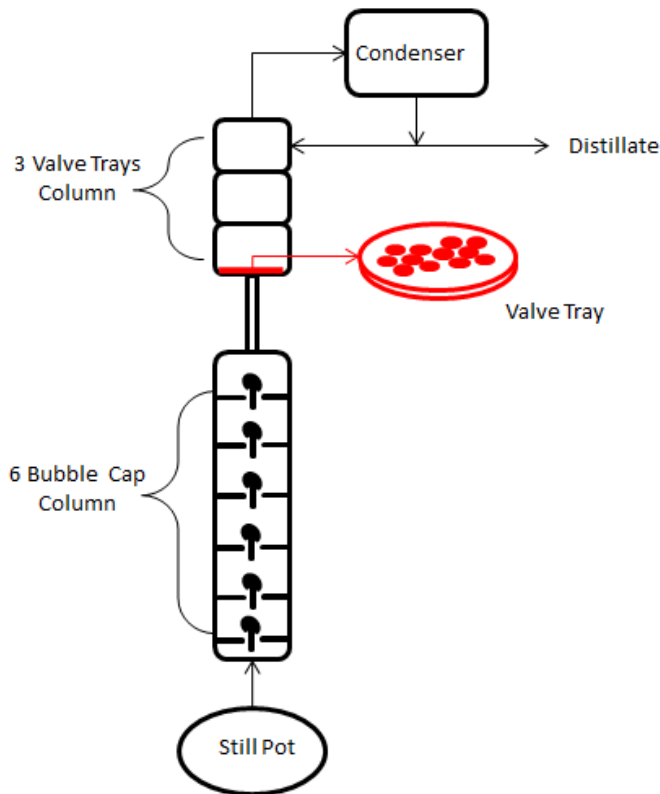 Condenser
3 Valve Trays
Column
Distillate
Valve Tray
6 Bubble Cap
Column
Still Pot